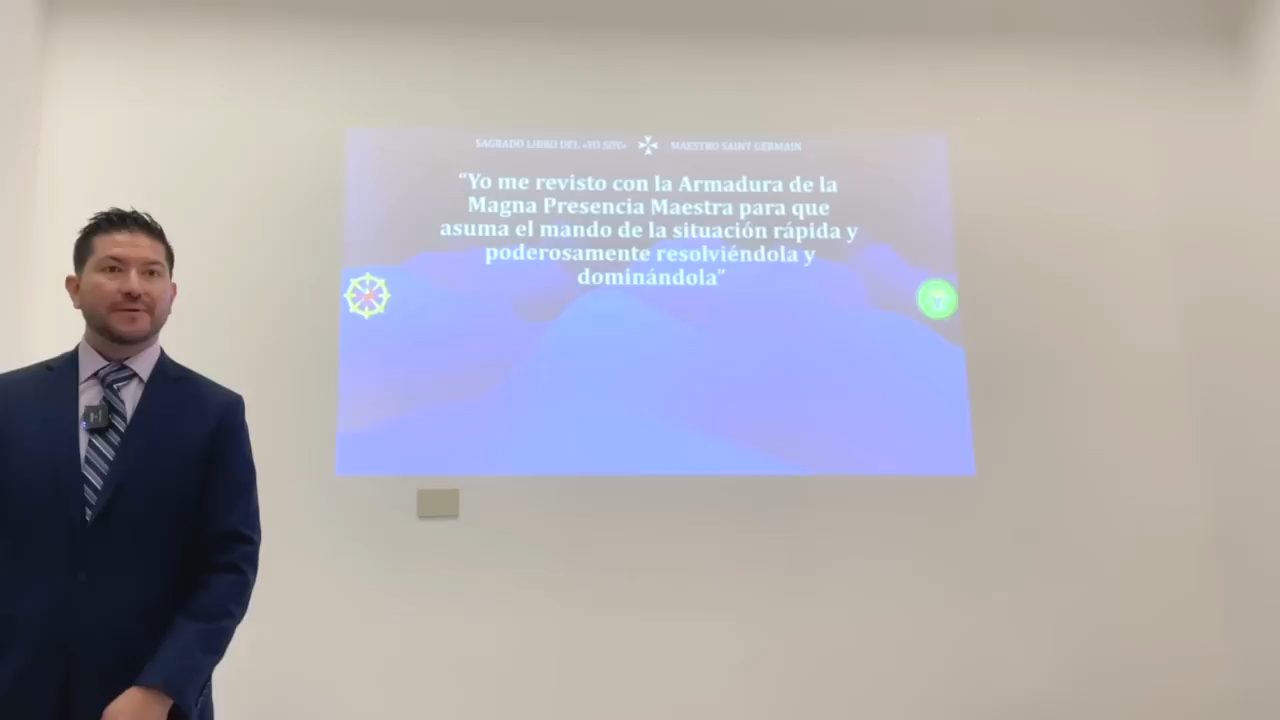 SAGRADO LIBRO DEL «YO SOY» MAESTRO SAINT GERMAIN
“Yo me revisto con la Armadura de la
Magna Presencia Maestra para que
asuma el mando de la situación rápida y
poderosamente resolviéndola y
dominándola”